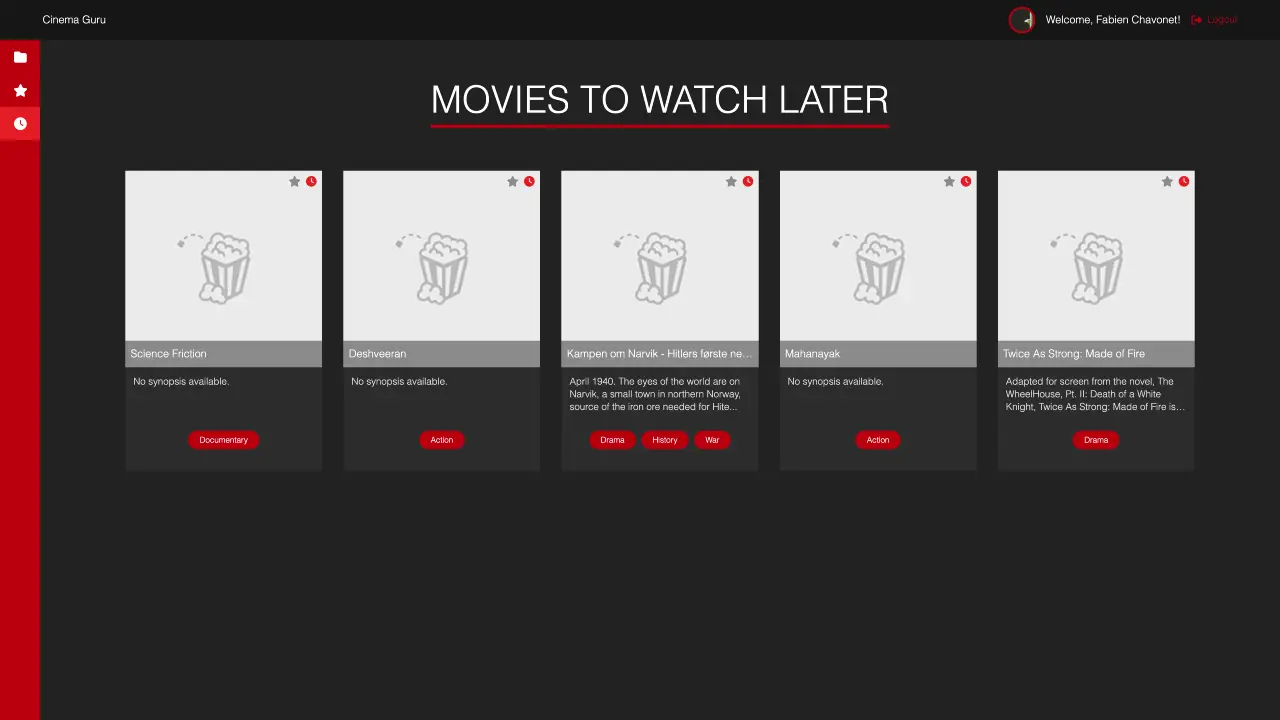 Cinema Guru
Welcome, Fabien Chavonet!
Logout
MOVIES TO WATCH LATER
Science Friction
No synopsis available.
Documentary
Deshveeran
No synopsis available.
Action
Kampen om Narvik - Hitlers første ne...
April 1940. The eyes of the world are on
Narvik, a small town in northern Norway,
source of the iron ore needed for Hite...
Drama
History
War
Mahanayak
No synopsis available.
Action
Twice As Strong: Made of Fire
Adapted for screen from the novel, The
WheelHouse, Pt. II: Death of a White
Knight, Twice As Strong: Made of Fire is...
Drama